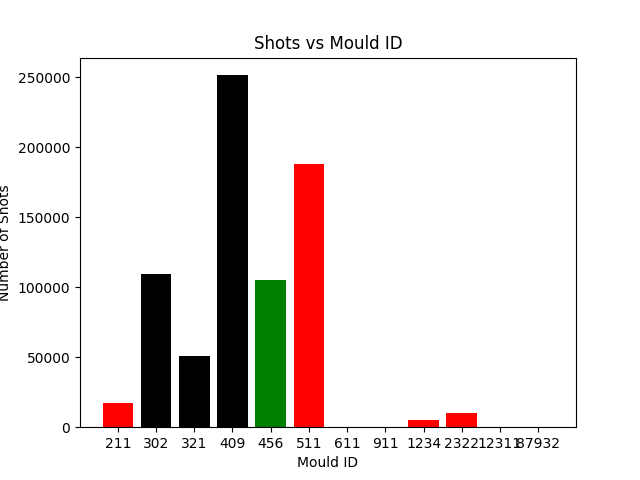 Shots vs Mould ID
Number of Shots
250000
200000
150000
100000
50000
0
211 302 321 409 456 511 611 911 1234 2322 12311 87932
Mould ID